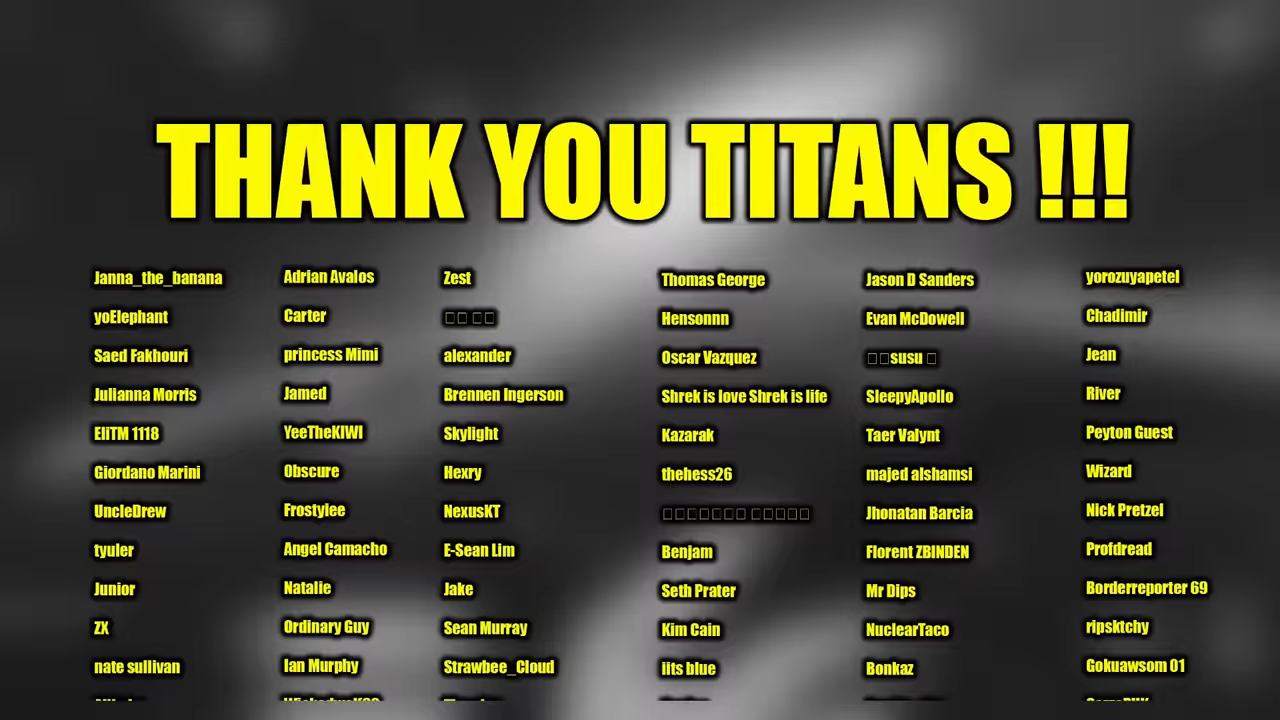 THANK YOU TITANS !!!
Janna_the_banana
yoElephant
Saed Fakhouri
Julianna Morris
EliTM 1118
Giordano Marini
UncleDrew
tyuler
Junior
ZX
nate sullivan
Adrian Avalos
Carter
princess Mimi
Jamed
YeeTheKIWI
Obscure
Frostylee
Angel Camacho
Natalie
Ordinary Guy
Ian Murphy
Zest
alexander
Brennen Ingerson
Skylight
Hexry
NexusKT
E-Sean Lim
Jake
Sean Murray
Strawbee_Cloud
Thomas George
Hensonnn
Oscar Vazquez
Shrek is love Shrek is life
Kazarak
thehess26
Benjam
Seth Prater
Kim Cain
iits blue
Jason D Sanders
Evan McDowell
susu
SleepyApollo
Taer Valynt
majed alshamsi
Jhonatan Barcia
Florent ZBINDEN
Mr Dips
NuclearTaco
Bonkaz
yorozuyapetel
Chadimir
Jean
River
Peyton Guest
Wizard
Nick Pretzel
Profdread
Borderreporter 69
ripsktchy
Gokuawsom 01